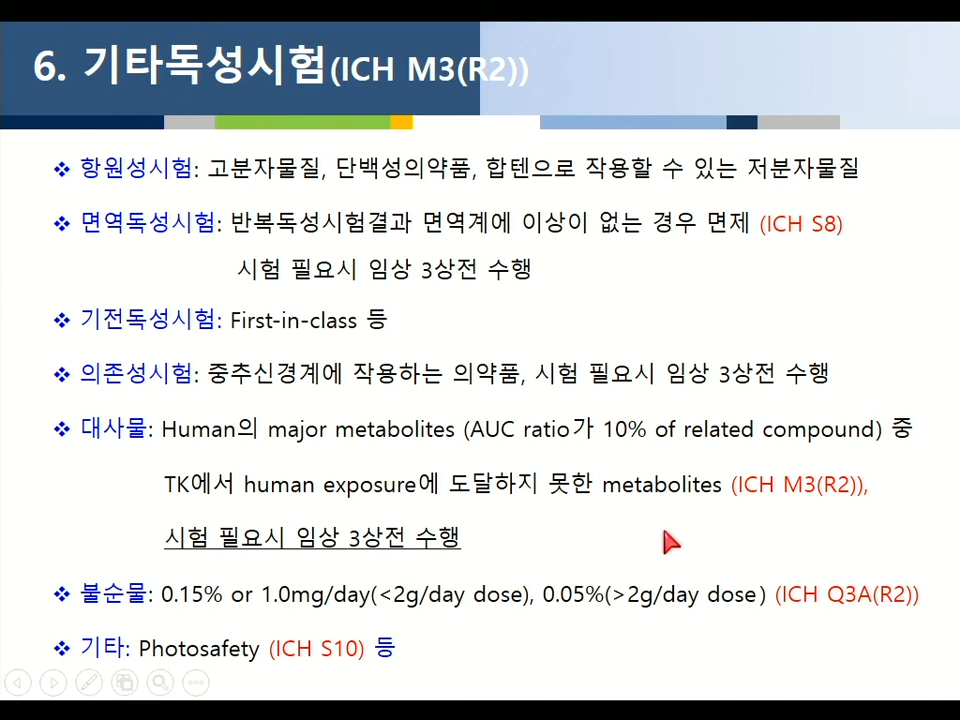 6. 기타독성시험(ICH M3(R2))
❖ 항원성시험: 고분자물질, 단백성의약품, 합텐으로 작용할 수 있는 저분자물질
❖ 면역독성시험: 반복독성시험결과 면역계에 이상이 없는 경우 면제 (ICH S8)
시험 필요시 임상 3상전 수행
❖ 기전독성시험: First-in-class 등
❖ 의존성시험: 중추신경계에 작용하는 의약품, 시험 필요시 임상 3상전 수행
❖ 대사물: Human의 major metabolites (AUC ratio가 10% of related compound) 중
TK에서 human exposure에 도달하지 못한 metabolites (ICH M3(R2)),
시험 필요시 임상 3상전 수행
❖ 불순물: 0.15% or 1.0mg/day(<2g/day dose), 0.05%(>2g/day dose) (ICH Q3A(R2))
❖ 기타: Photosafety (ICH S10) 등